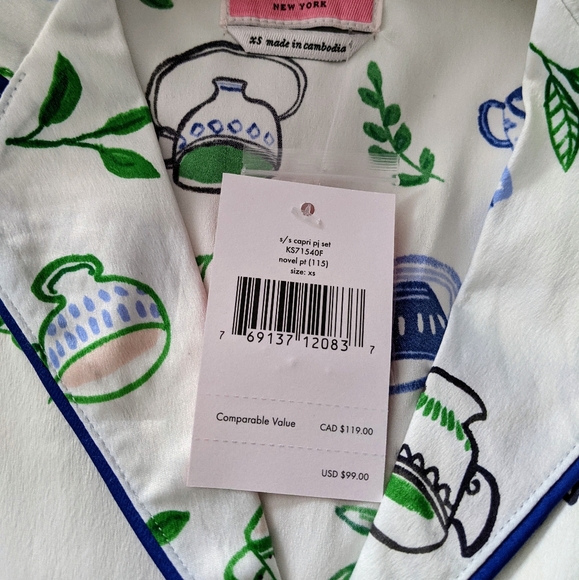 NEW YORK
XS made in cambodia
s/s capri pj set
KS71540F
novel pt (115)
size: xs
7 69137 12083 7
Comparable Value CAD $119.00
USD $99.00